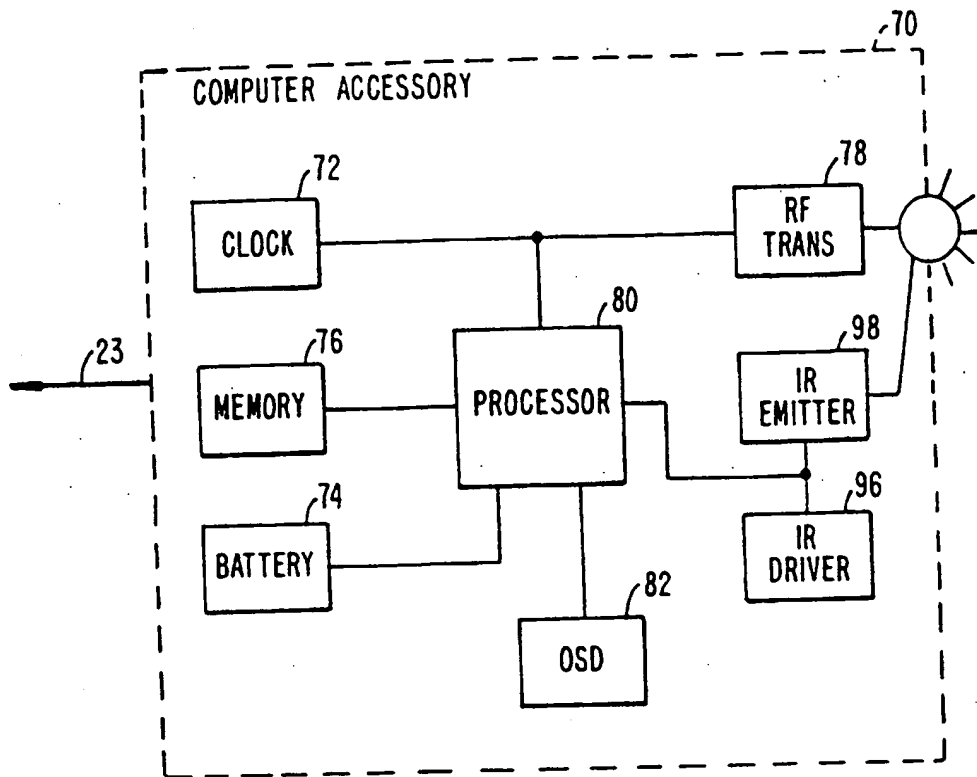 70
COMPUTER ACCESSORY
72
CLOCK
78
RF
TRANS
80
PROCESSOR
76
MEMORY
98
IR
EMITTER
23
74
BATTERY
96
IR
DRIVER
82
OSD